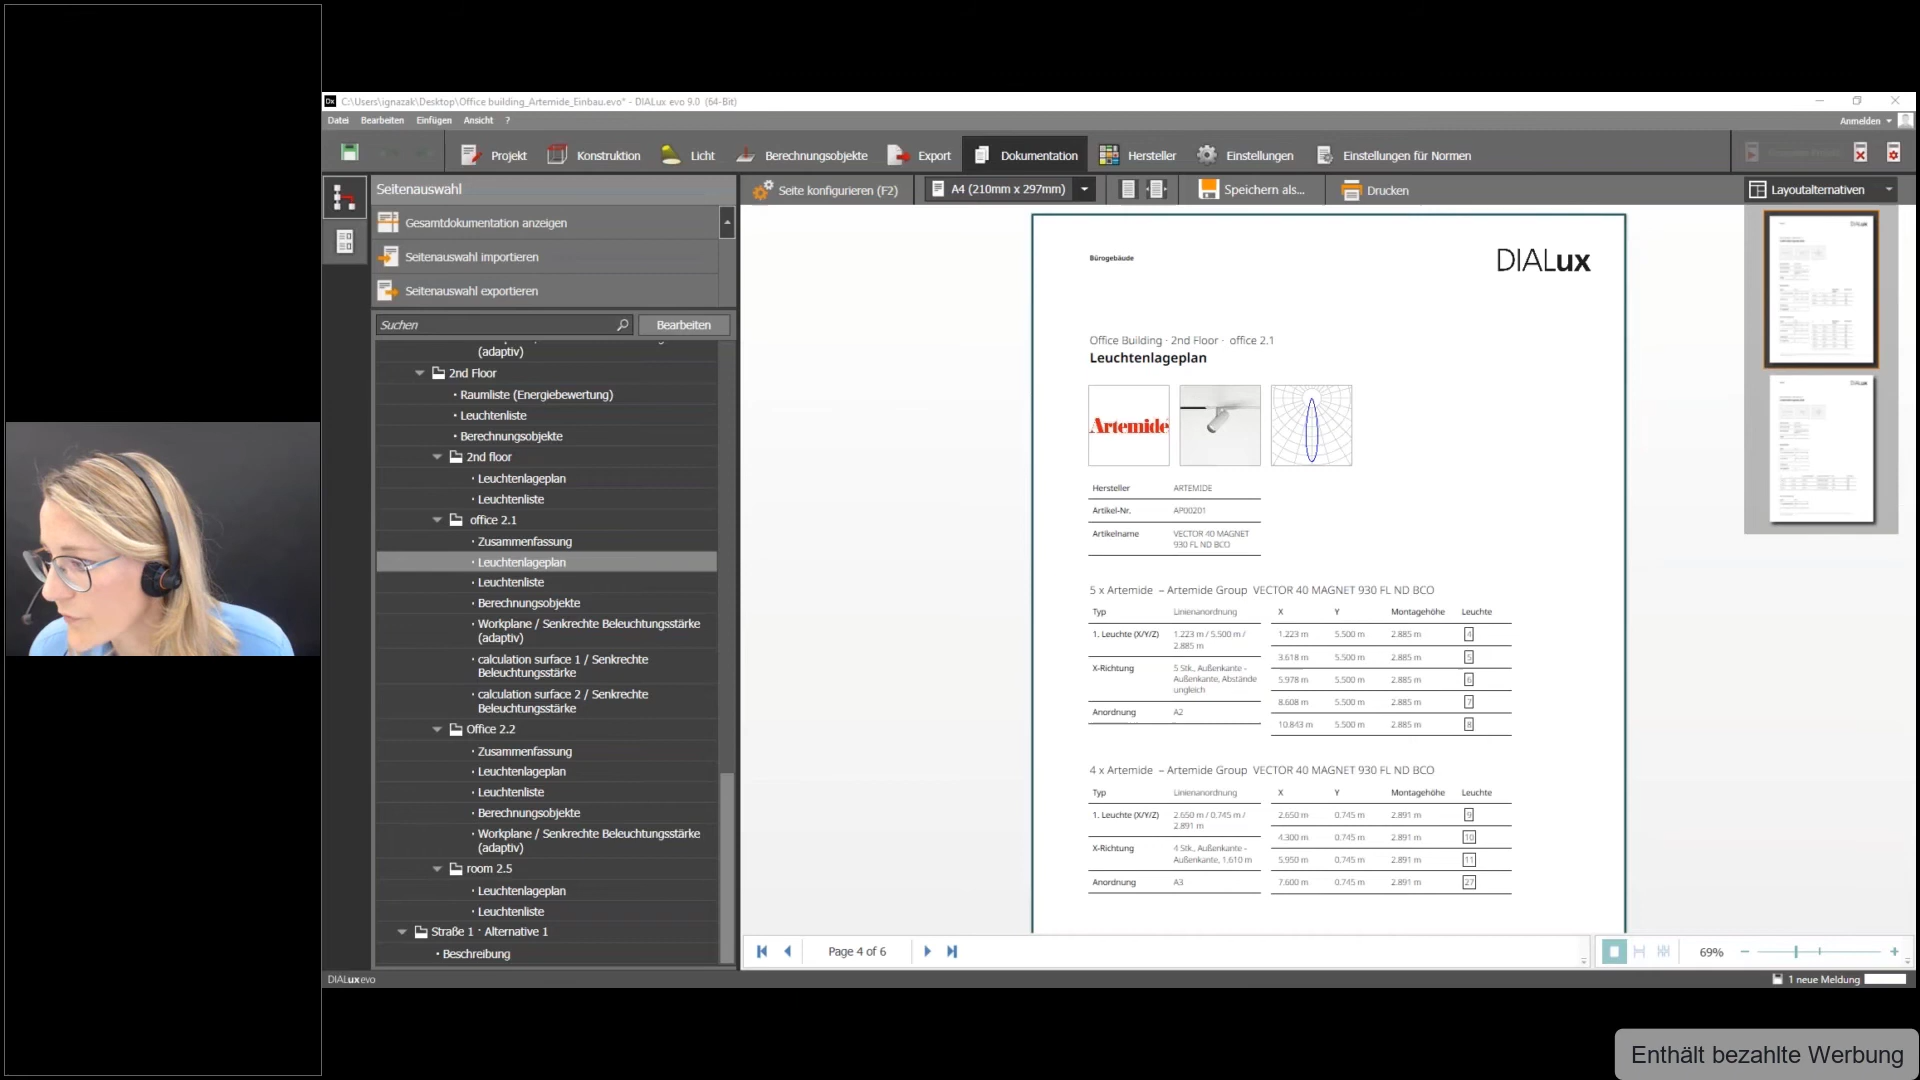 C:\Users\ignazak\Desktop\Office building_Artemide_Einbau.evo* - DIALux evo 9.0 (64-Bit)
Datei Bearbeiten Einfügen Ansicht ?
Anmelden
Projekt Konstruktion Licht Berechnungsobjekte Export Dokumentation Hersteller Einstellungen Einstellungen für Normen
Seitenauswahl
Seite konfigurieren (F2) A4 (210mm x 297mm) Speichern als... Drucken Layoutalternativen
Gesamtdokumentation anzeigen
Seitenauswahl importieren
Seitenauswahl exportieren
Suchen Bearbeiten
(adaptiv)
2nd Floor
Raumliste (Energiebewertung)
Leuchtenliste
Berechnungsobjekte
2nd floor
Leuchtenlageplan
Leuchtenliste
office 2.1
Zusammenfassung
Leuchtenlageplan
Leuchtenliste
Berechnungsobjekte
Workplane / Senkrechte Beleuchtungsstärke
(adaptiv)
calculation surface 1 / Senkrechte
Beleuchtungsstärke
calculation surface 2 / Senkrechte
Beleuchtungsstärke
Office 2.2
Zusammenfassung
Leuchtenlageplan
Leuchtenliste
Berechnungsobjekte
Workplane / Senkrechte Beleuchtungsstärke
(adaptiv)
room 2.5
Leuchtenlageplan
Leuchtenliste
Straße 1 · Alternative 1
Beschreibung
Bürogebäude
DIALux
Office Building · 2nd Floor · office 2.1
Leuchtenlageplan
Artemide
Hersteller ARTEMIDE
Artikel-Nr. AP00201
Artikelname VECTOR 40 MAGNET
930 FL ND BCO
5 x Artemide – Artemide Group VECTOR 40 MAGNET 930 FL ND BCO
Typ Linienanordnung X Y Montagehöhe Leuchte
1. Leuchte (X/Y/Z) 1.223 m / 5.500 m / 1.223 m 5.500 m 2.885 m 4
2.885 m
3.618 m 5.500 m 2.885 m 5
X-Richtung 5 Stk., Außenkante -
Außenkante, Abstände 5.978 m 5.500 m 2.885 m 6
ungleich
8.608 m 5.500 m 2.885 m 7
Anordnung A2
10.843 m 5.500 m 2.885 m 8
4 x Artemide – Artemide Group VECTOR 40 MAGNET 930 FL ND BCO
Typ Linienanordnung X Y Montagehöhe Leuchte
1. Leuchte (X/Y/Z) 2.650 m / 0.745 m / 2.650 m 0.745 m 2.891 m 9
2.891 m
4.300 m 0.745 m 2.891 m 10
X-Richtung 4 Stk., Außenkante -
Außenkante, 1.610 m 5.950 m 0.745 m 2.891 m 11
Anordnung A3 7.600 m 0.745 m 2.891 m 27
Page 4 of 6
69%
DIALux evo
1 neue Meldung
Enthält bezahlte Werbung